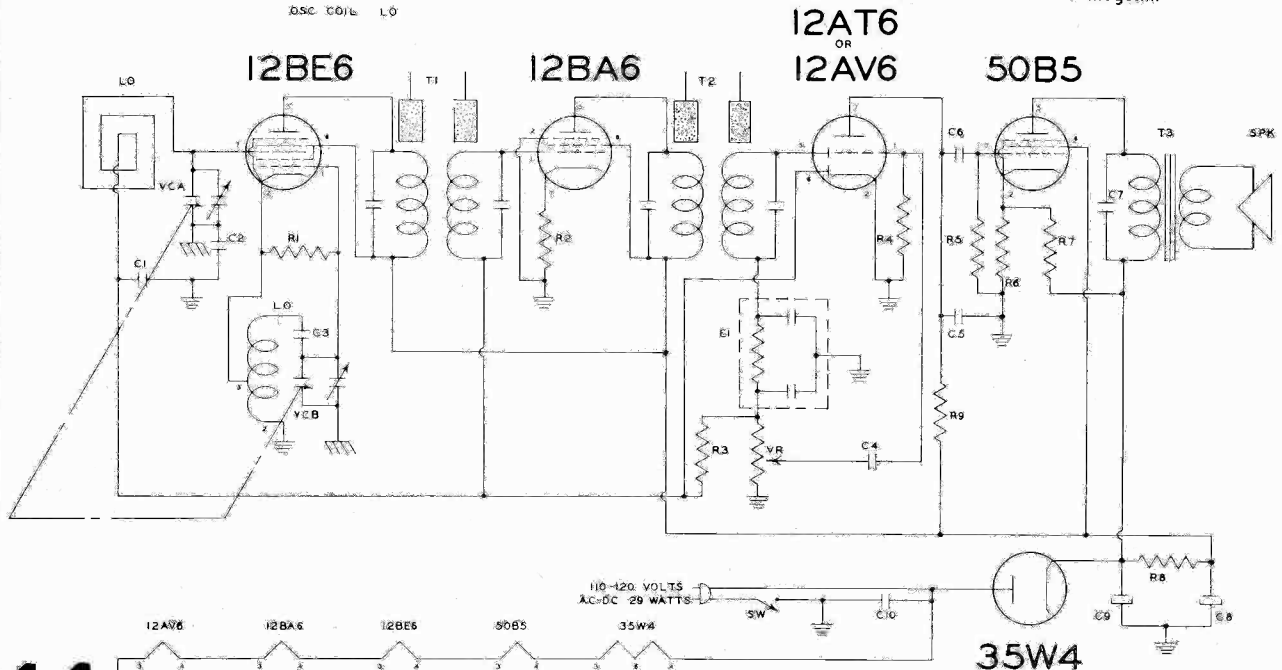 OSC COIL LO
12AT6
OR
12BE6
12BA6
12AV6
50B5
LO
T1
T2
T3
SPK
C6
C7
VCA
C2
R1
R2
R4
R5
R6
R7
C1
LO
C3
C5
VCB
R9
R3
VR
C4
110-120 VOLTS
AC-DC 29 WATTS
SW
C10
R8
C9
C8
12AV6
12BA6
12BE6
50B5
35W4
35W4